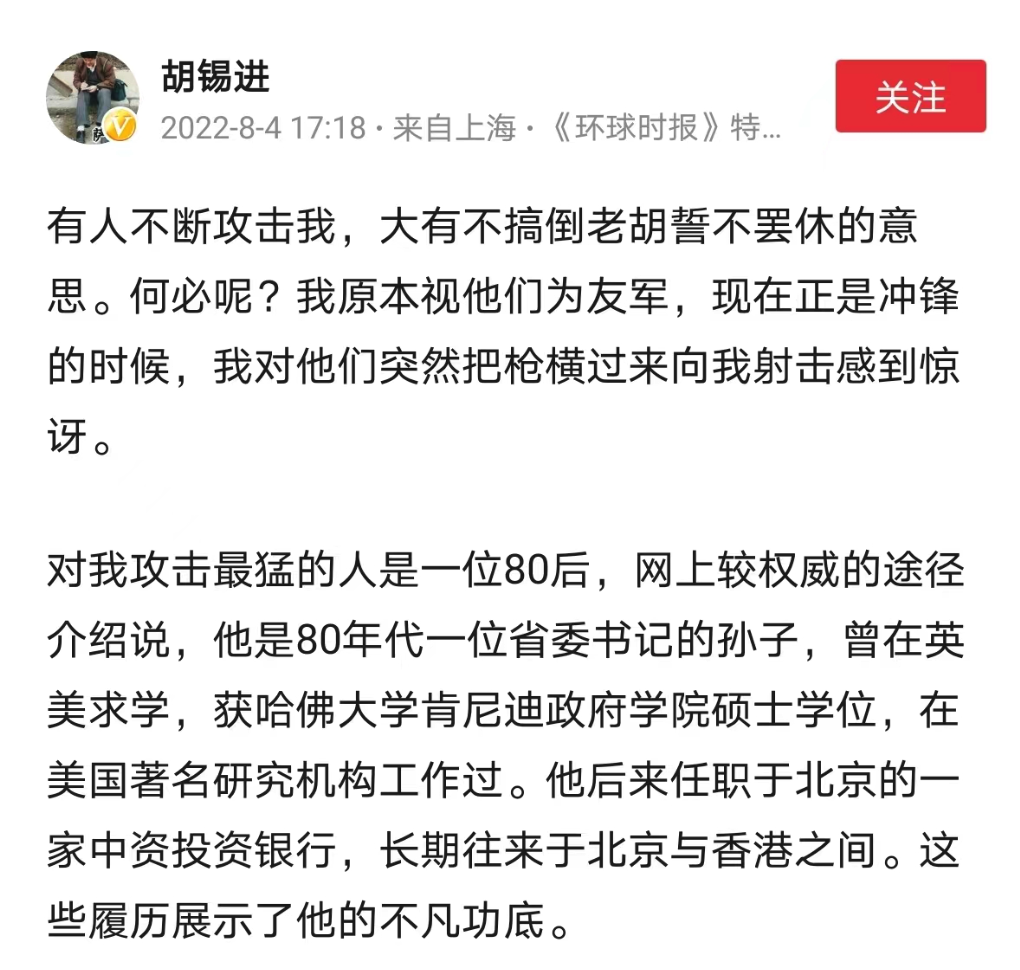 胡锡进
2022-8-4 17:18·来自上海·《环球时报》特...
关注
有人不断攻击我，大有不搞倒老胡誓不罢休的意
思。何必呢？我原本视他们为友军，现在正是冲锋
的时候，我对他们突然把枪横过来向我射击感到惊
讶。
对我攻击最猛的人是一位80后，网上较权威的途径
介绍说，他是80年代一位省委书记的孙子，曾在英
美求学，获哈佛大学肯尼迪政府学院硕士学位，在
美国著名研究机构工作过。他后来任职于北京的一
家中资投资银行，长期往来于北京与香港之间。这
些履历展示了他的不凡功底。